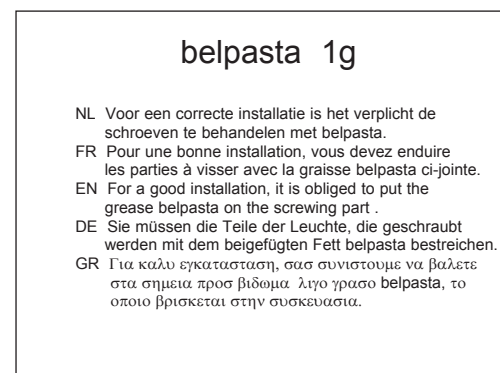 belpasta 1g
NL Voor een correcte installatie is het verplicht de
schroeven te behandelen met belpasta.
FR Pour une bonne installation, vous devez enduire
les parties à visser avec la graisse belpasta ci-jointe.
EN For a good installation, it is obliged to put the
grease belpasta on the screwing part .
DE Sie müssen die Teile der Leuchte, die geschraubt
werden mit dem beigefügten Fett belpasta bestreichen.
GR Για καλυ εγκατασταση, σασ συνιστουμε να βαλετε
στα σημεια προσ βιδωμα λιγο γρασο belpasta, το
οποιο βρισκεται στην συσκευασια.